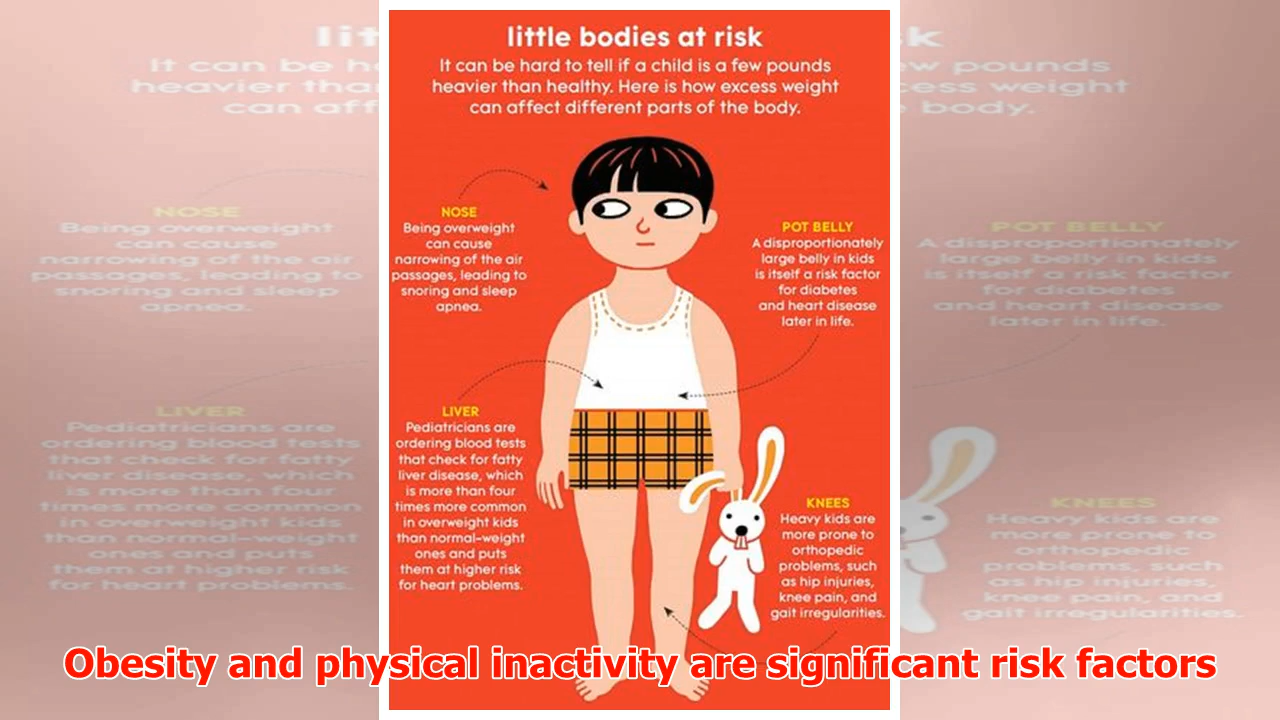 little bodies at risk
It can be hard to tell if a child is a few pounds
heavier than healthy. Here is how excess weight
can affect different parts of the body.
NOSE
Being overweight
can cause
narrowing of the air
passages, leading to
snoring and sleep
apnea.
POT BELLY
A disproportionately
large belly in kids
is itself a risk factor
for diabetes
and heart disease
later in life.
LIVER
Pediatricians are
ordering blood tests
that check for fatty
liver disease, which
is more than four
times more common
in overweight kids
than normal-weight
ones and puts
them at higher risk
for heart problems.
KNEES
Heavy kids are
more prone to
orthopedic
problems, such
as hip injuries,
knee pain, and
gait irregularities.
Obesity and physical inactivity are significant risk factors